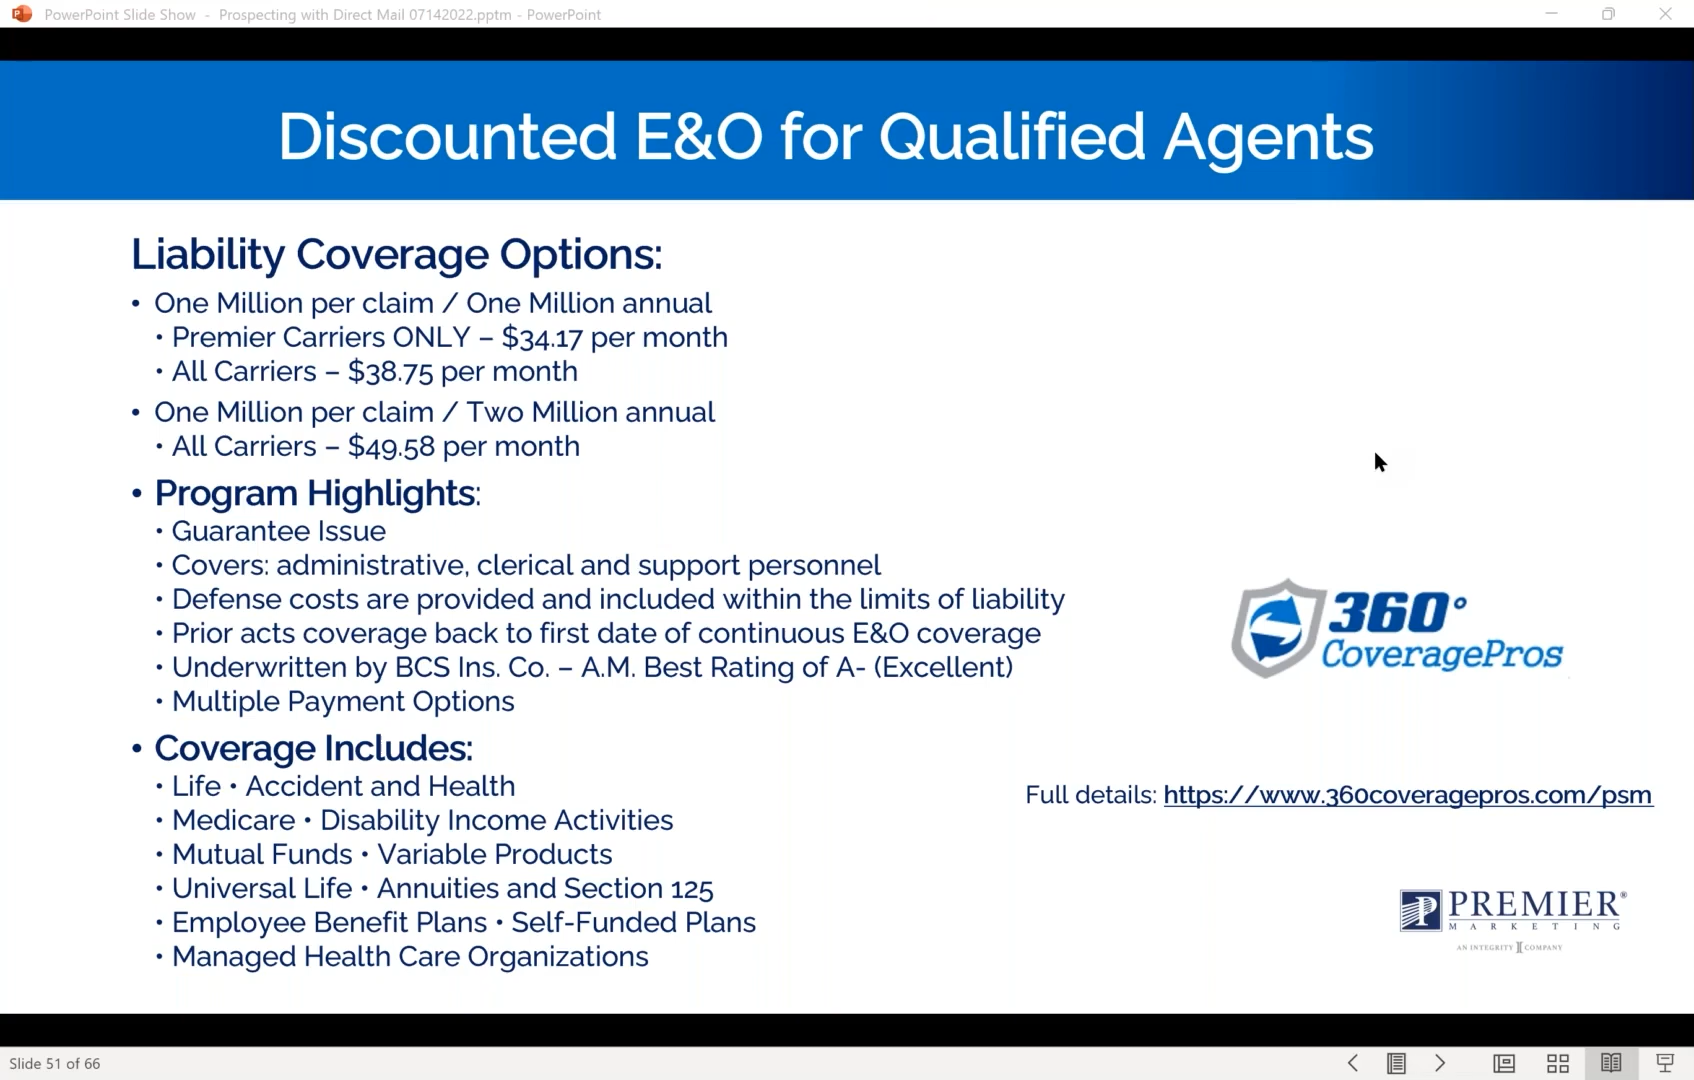 PowerPoint Slide Show - Prospecting with Direct Mail 07142022.pptm - PowerPoint
Discounted E&O for Qualified Agents
Liability Coverage Options:
• One Million per claim / One Million annual
• Premier Carriers ONLY – $34.17 per month
• All Carriers – $38.75 per month
• One Million per claim / Two Million annual
• All Carriers – $49.58 per month
• Program Highlights:
• Guarantee Issue
• Covers: administrative, clerical and support personnel
• Defense costs are provided and included within the limits of liability
• Prior acts coverage back to first date of continuous E&O coverage
• Underwritten by BCS Ins. Co. – A.M. Best Rating of A- (Excellent)
• Multiple Payment Options
• Coverage Includes:
• Life • Accident and Health
• Medicare • Disability Income Activities
• Mutual Funds • Variable Products
• Universal Life • Annuities and Section 125
• Employee Benefit Plans • Self-Funded Plans
• Managed Health Care Organizations
360°
CoveragePros
Full details: https://www.360coveragepros.com/psm
PREMIER®
MARKETING
AN INTEGRITY COMPANY
Slide 51 of 66